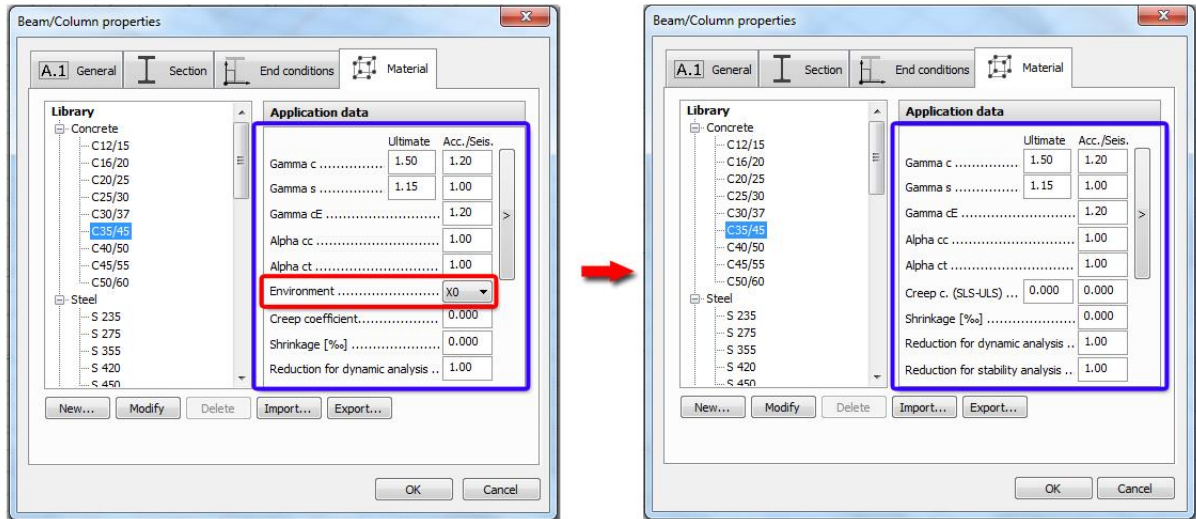 Beam/Column properties
A.1 General Section End conditions Material
Library
Concrete
C12/15
C16/20
C20/25
C25/30
C30/37
C35/45
C40/50
C45/55
C50/60
Steel
S 235
S 275
S 355
S 420
S 450
Application data
Ultimate Acc./Seis.
Gamma c ............... 1.50 1.20
Gamma s ............... 1.15 1.00
Gamma cE ........................ 1.20 >
Alpha cc .......................... 1.00
Alpha ct .......................... 1.00
Environment ...................... X0
Creep coefficient.................. 0.000
Shrinkage [‰] .................... 0.000
Reduction for dynamic analysis .. 1.00
New... Modify Delete Import... Export...
OK Cancel
Beam/Column properties
A.1 General Section End conditions Material
Library
Concrete
C12/15
C16/20
C20/25
C25/30
C30/37
C35/45
C40/50
C45/55
C50/60
Steel
S 235
S 275
S 355
S 420
S 450
Application data
Ultimate Acc./Seis.
Gamma c ............... 1.50 1.20
Gamma s ............... 1.15 1.00
Gamma cE ........................ 1.20 >
Alpha cc .......................... 1.00
Alpha ct .......................... 1.00
Creep c. (SLS-ULS) ... 0.000 0.000
Shrinkage [‰] .................... 0.000
Reduction for dynamic analysis .. 1.00
Reduction for stability analysis .. 1.00
New... Modify Delete Import... Export...
OK Cancel